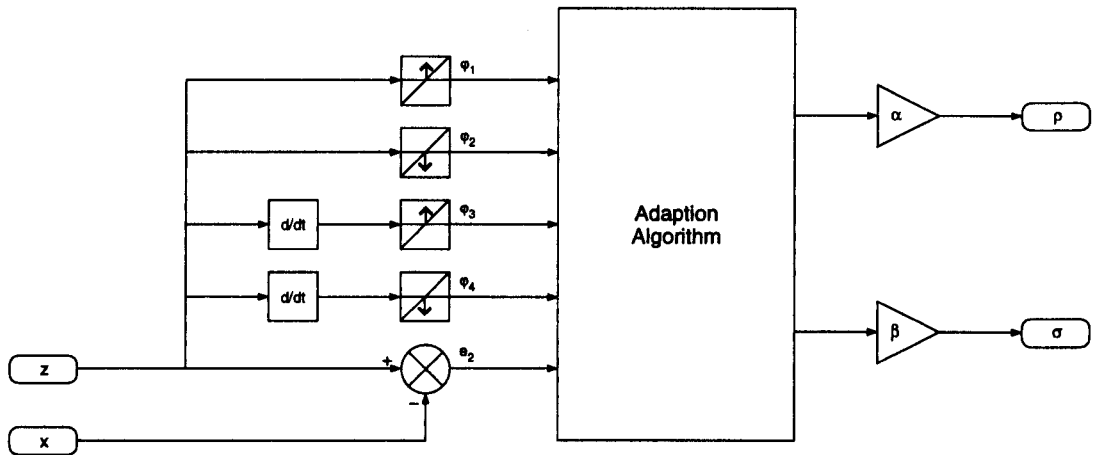 φ1
φ2
φ3
φ4
d/dt
d/dt
Adaption
Algorithm
α
ρ
β
σ
z
+
e2
−
x